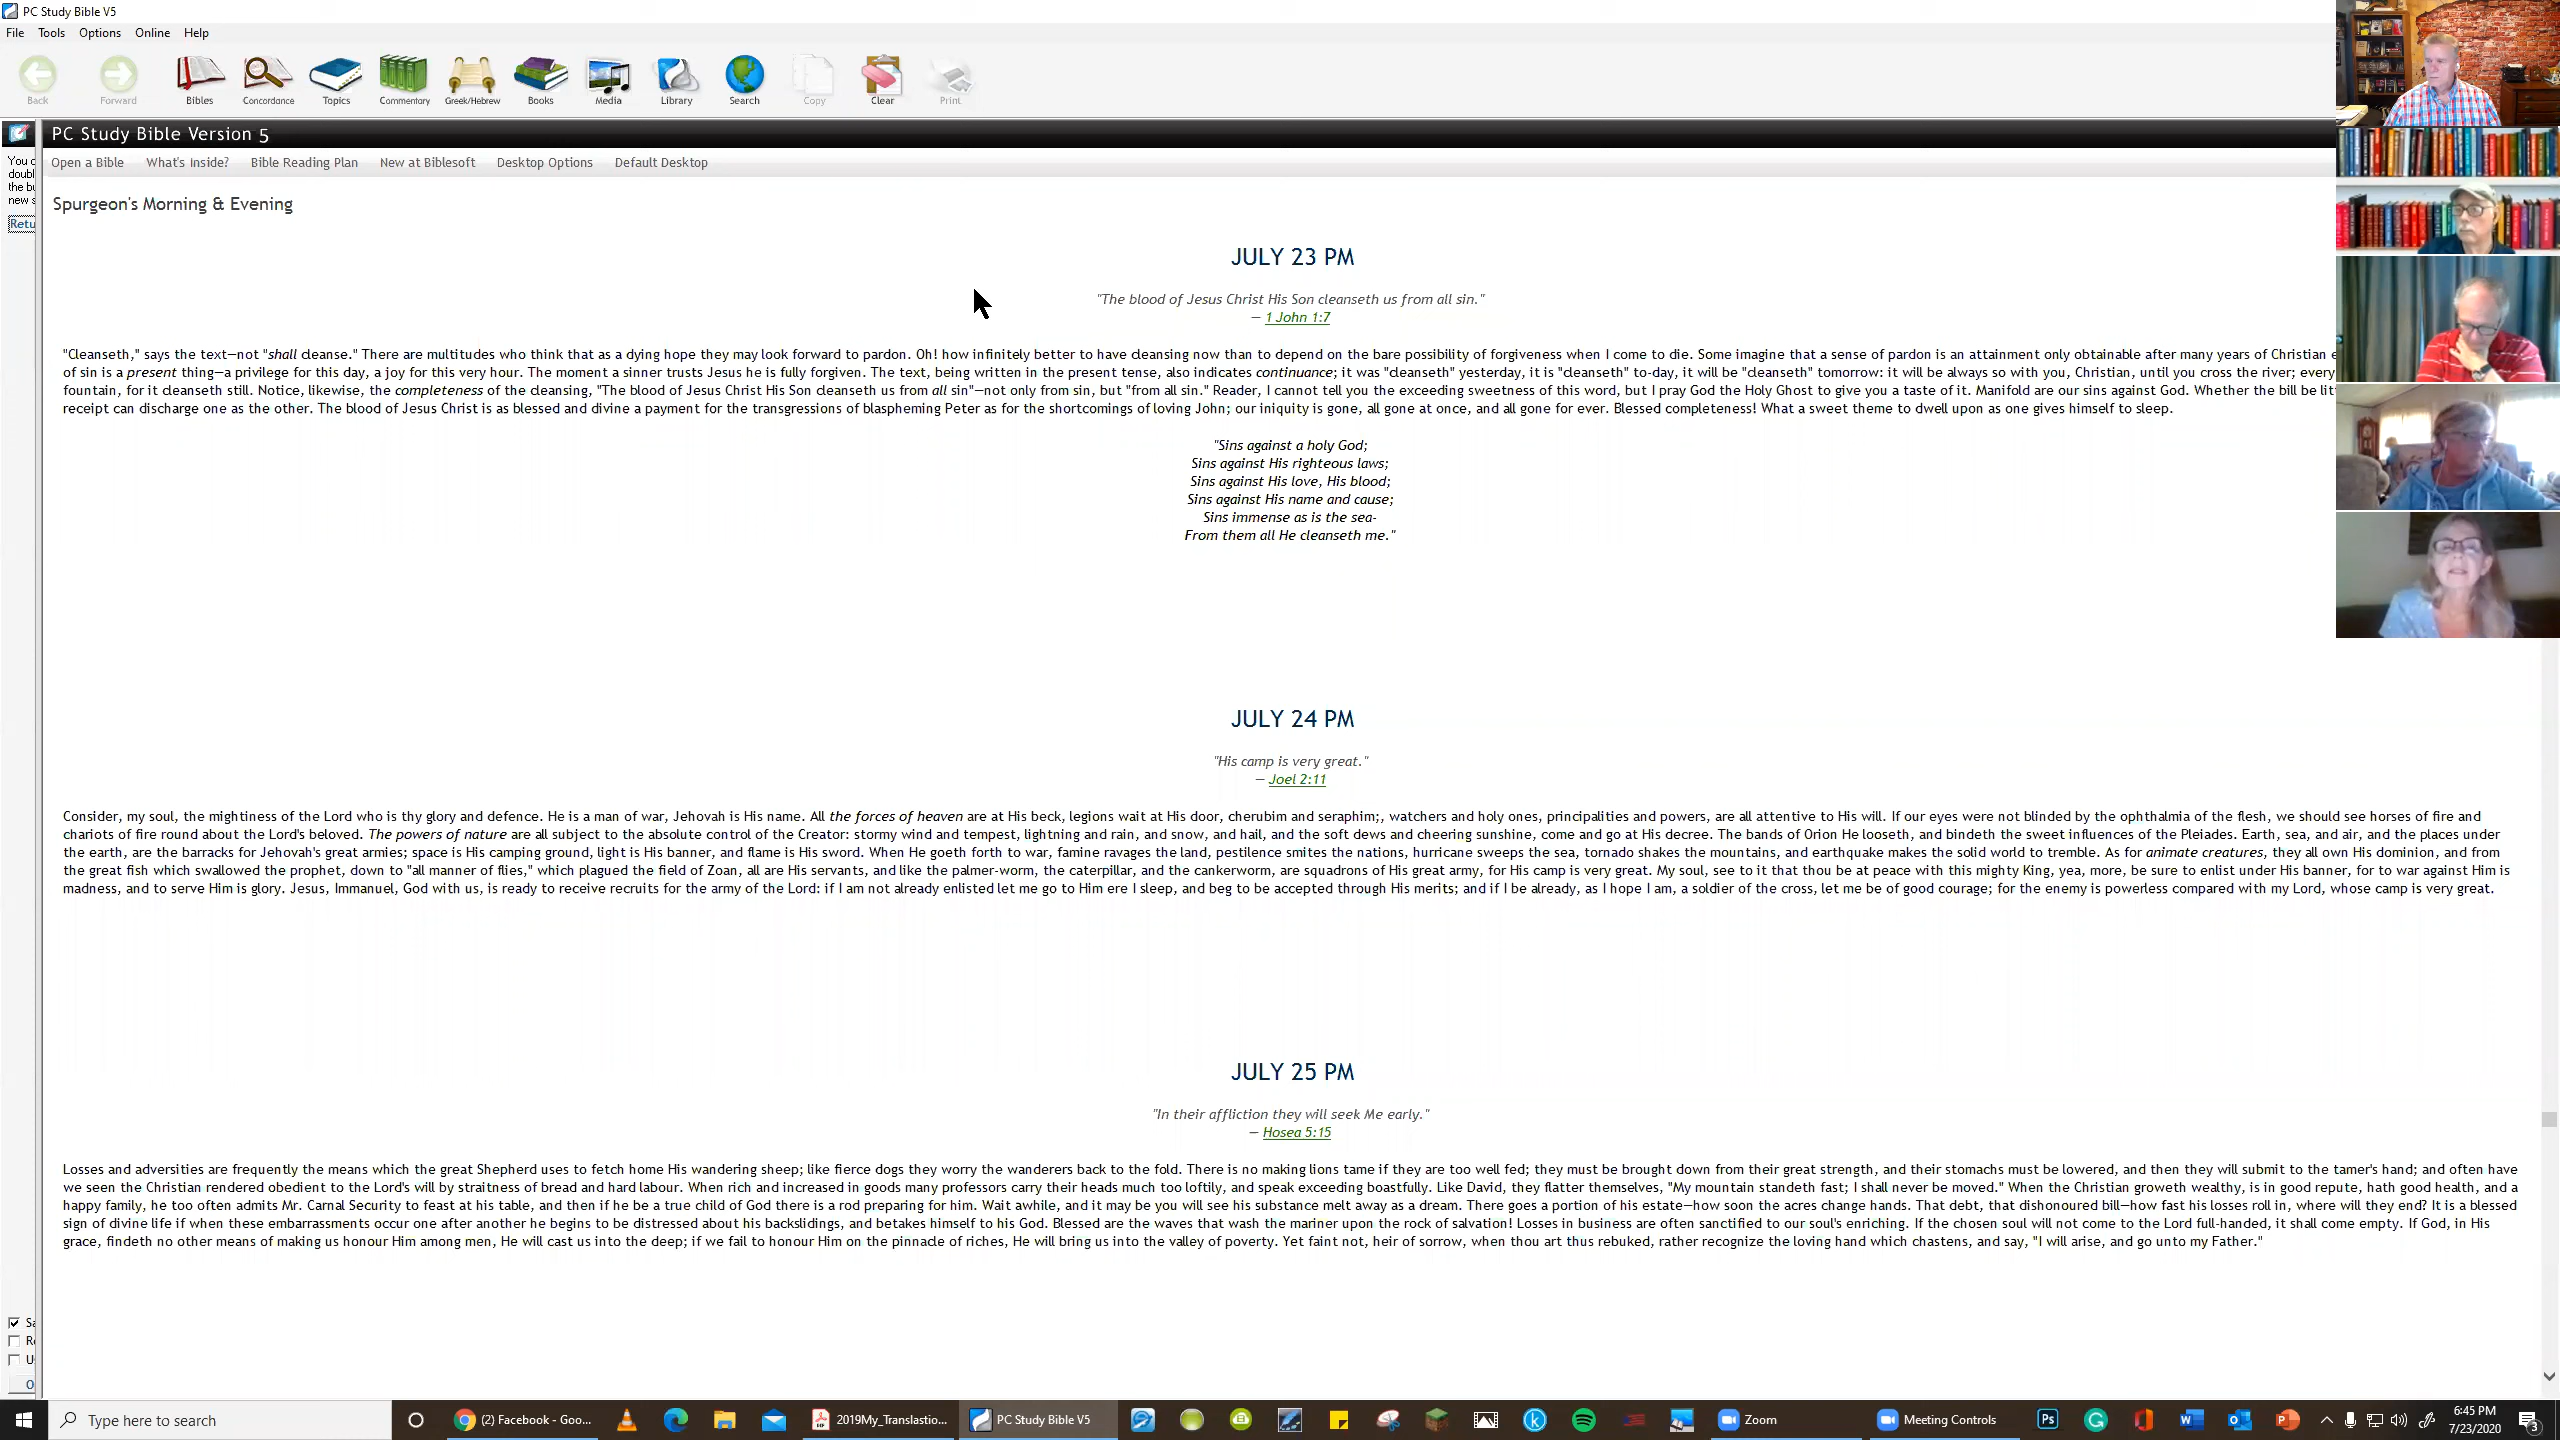 PC Study Bible V5
File Tools Options Online Help
Back Forward Bibles Concordance Topics Commentary Greek/Hebrew Books Media Library Search Copy Clear Print
PC Study Bible Version 5
Open a Bible What's Inside? Bible Reading Plan New at Biblesoft Desktop Options Default Desktop
You
doubl
the bu
new s
Retu
Spurgeon's Morning & Evening
JULY 23 PM
"The blood of Jesus Christ His Son cleanseth us from all sin."
— 1 John 1:7
"Cleanseth," says the text—not "shall cleanse." There are multitudes who think that as a dying hope they may look forward to pardon. Oh! how infinitely better to have cleansing now than to depend on the bare possibility of forgiveness when I come to die. Some imagine that a sense of pardon is an attainment only obtainable after many years of Christian e
of sin is a present thing—a privilege for this day, a joy for this very hour. The moment a sinner trusts Jesus he is fully forgiven. The text, being written in the present tense, also indicates continuance; it was "cleanseth" yesterday, it is "cleanseth" to-day, it will be "cleanseth" tomorrow: it will be always so with you, Christian, until you cross the river; every
fountain, for it cleanseth still. Notice, likewise, the completeness of the cleansing, "The blood of Jesus Christ His Son cleanseth us from all sin"—not only from sin, but "from all sin." Reader, I cannot tell you the exceeding sweetness of this word, but I pray God the Holy Ghost to give you a taste of it. Manifold are our sins against God. Whether the bill be lit
receipt can discharge one as the other. The blood of Jesus Christ is as blessed and divine a payment for the transgressions of blaspheming Peter as for the shortcomings of loving John; our iniquity is gone, all gone at once, and all gone for ever. Blessed completeness! What a sweet theme to dwell upon as one gives himself to sleep.
"Sins against a holy God;
Sins against His righteous laws;
Sins against His love, His blood;
Sins against His name and cause;
Sins immense as is the sea-
From them all He cleanseth me."
JULY 24 PM
"His camp is very great."
— Joel 2:11
Consider, my soul, the mightiness of the Lord who is thy glory and defence. He is a man of war, Jehovah is His name. All the forces of heaven are at His beck, legions wait at His door, cherubim and seraphim;, watchers and holy ones, principalities and powers, are all attentive to His will. If our eyes were not blinded by the ophthalmia of the flesh, we should see horses of fire and
chariots of fire round about the Lord's beloved. The powers of nature are all subject to the absolute control of the Creator: stormy wind and tempest, lightning and rain, and snow, and hail, and the soft dews and cheering sunshine, come and go at His decree. The bands of Orion He looseth, and bindeth the sweet influences of the Pleiades. Earth, sea, and air, and the places under
the earth, are the barracks for Jehovah's great armies; space is His camping ground, light is His banner, and flame is His sword. When He goeth forth to war, famine ravages the land, pestilence smites the nations, hurricane sweeps the sea, tornado shakes the mountains, and earthquake makes the solid world to tremble. As for animate creatures, they all own His dominion, and from
the great fish which swallowed the prophet, down to "all manner of flies," which plagued the field of Zoan, all are His servants, and like the palmer-worm, the caterpillar, and the cankerworm, are squadrons of His great army, for His camp is very great. My soul, see to it that thou be at peace with this mighty King, yea, more, be sure to enlist under His banner, for to war against Him is
madness, and to serve Him is glory. Jesus, Immanuel, God with us, is ready to receive recruits for the army of the Lord: if I am not already enlisted let me go to Him ere I sleep, and beg to be accepted through His merits; and if I be already, as I hope I am, a soldier of the cross, let me be of good courage; for the enemy is powerless compared with my Lord, whose camp is very great.
JULY 25 PM
"In their affliction they will seek Me early."
— Hosea 5:15
Losses and adversities are frequently the means which the great Shepherd uses to fetch home His wandering sheep; like fierce dogs they worry the wanderers back to the fold. There is no making lions tame if they are too well fed; they must be brought down from their great strength, and their stomachs must be lowered, and then they will submit to the tamer's hand; and often have
we seen the Christian rendered obedient to the Lord's will by straitness of bread and hard labour. When rich and increased in goods many professors carry their heads much too loftily, and speak exceeding boastfully. Like David, they flatter themselves, "My mountain standeth fast; I shall never be moved." When the Christian groweth wealthy, is in good repute, hath good health, and a
happy family, he too often admits Mr. Carnal Security to feast at his table, and then if he be a true child of God there is a rod preparing for him. Wait awhile, and it may be you will see his substance melt away as a dream. There goes a portion of his estate—how soon the acres change hands. That debt, that dishonoured bill—how fast his losses roll in, where will they end? It is a blessed
sign of divine life if when these embarrassments occur one after another he begins to be distressed about his backslidings, and betakes himself to his God. Blessed are the waves that wash the mariner upon the rock of salvation! Losses in business are often sanctified to our soul's enriching. If the chosen soul will not come to the Lord full-handed, it shall come empty. If God, in His
grace, findeth no other means of making us honour Him among men, He will cast us into the deep; if we fail to honour Him on the pinnacle of riches, He will bring us into the valley of poverty. Yet faint not, heir of sorrow, when thou art thus rebuked, rather recognize the loving hand which chastens, and say, "I will arise, and go unto my Father."
Type here to search (2) Facebook - Goo... 2019My_Translastio... PC Study Bible V5 Zoom Meeting Controls 6:45 PM
7/23/2020